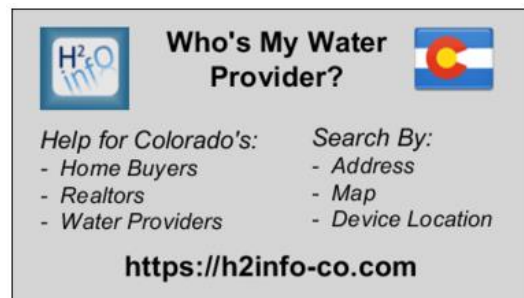 H²
infO
Who's My Water
Provider?
Help for Colorado's:
- Home Buyers
- Realtors
- Water Providers
Search By:
- Address
- Map
- Device Location
https://h2info-co.com